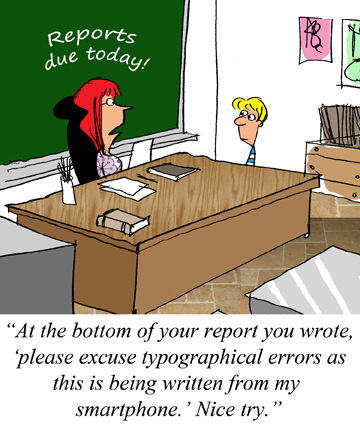 Reports
due today!
“At the bottom of your report you wrote,
‘please excuse typographical errors as
this is being written from my
smartphone.’ Nice try.”